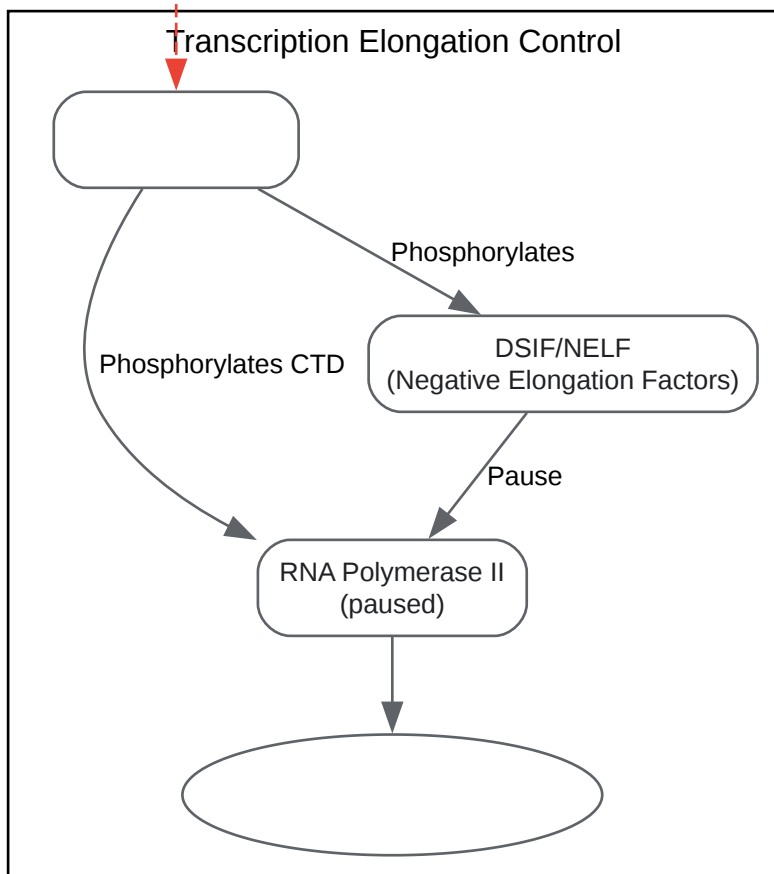 Transcription Elongation Control
Phosphorylates
Phosphorylates CTD
DSIF/NELF
(Negative Elongation Factors)
Pause
RNA Polymerase II
(paused)